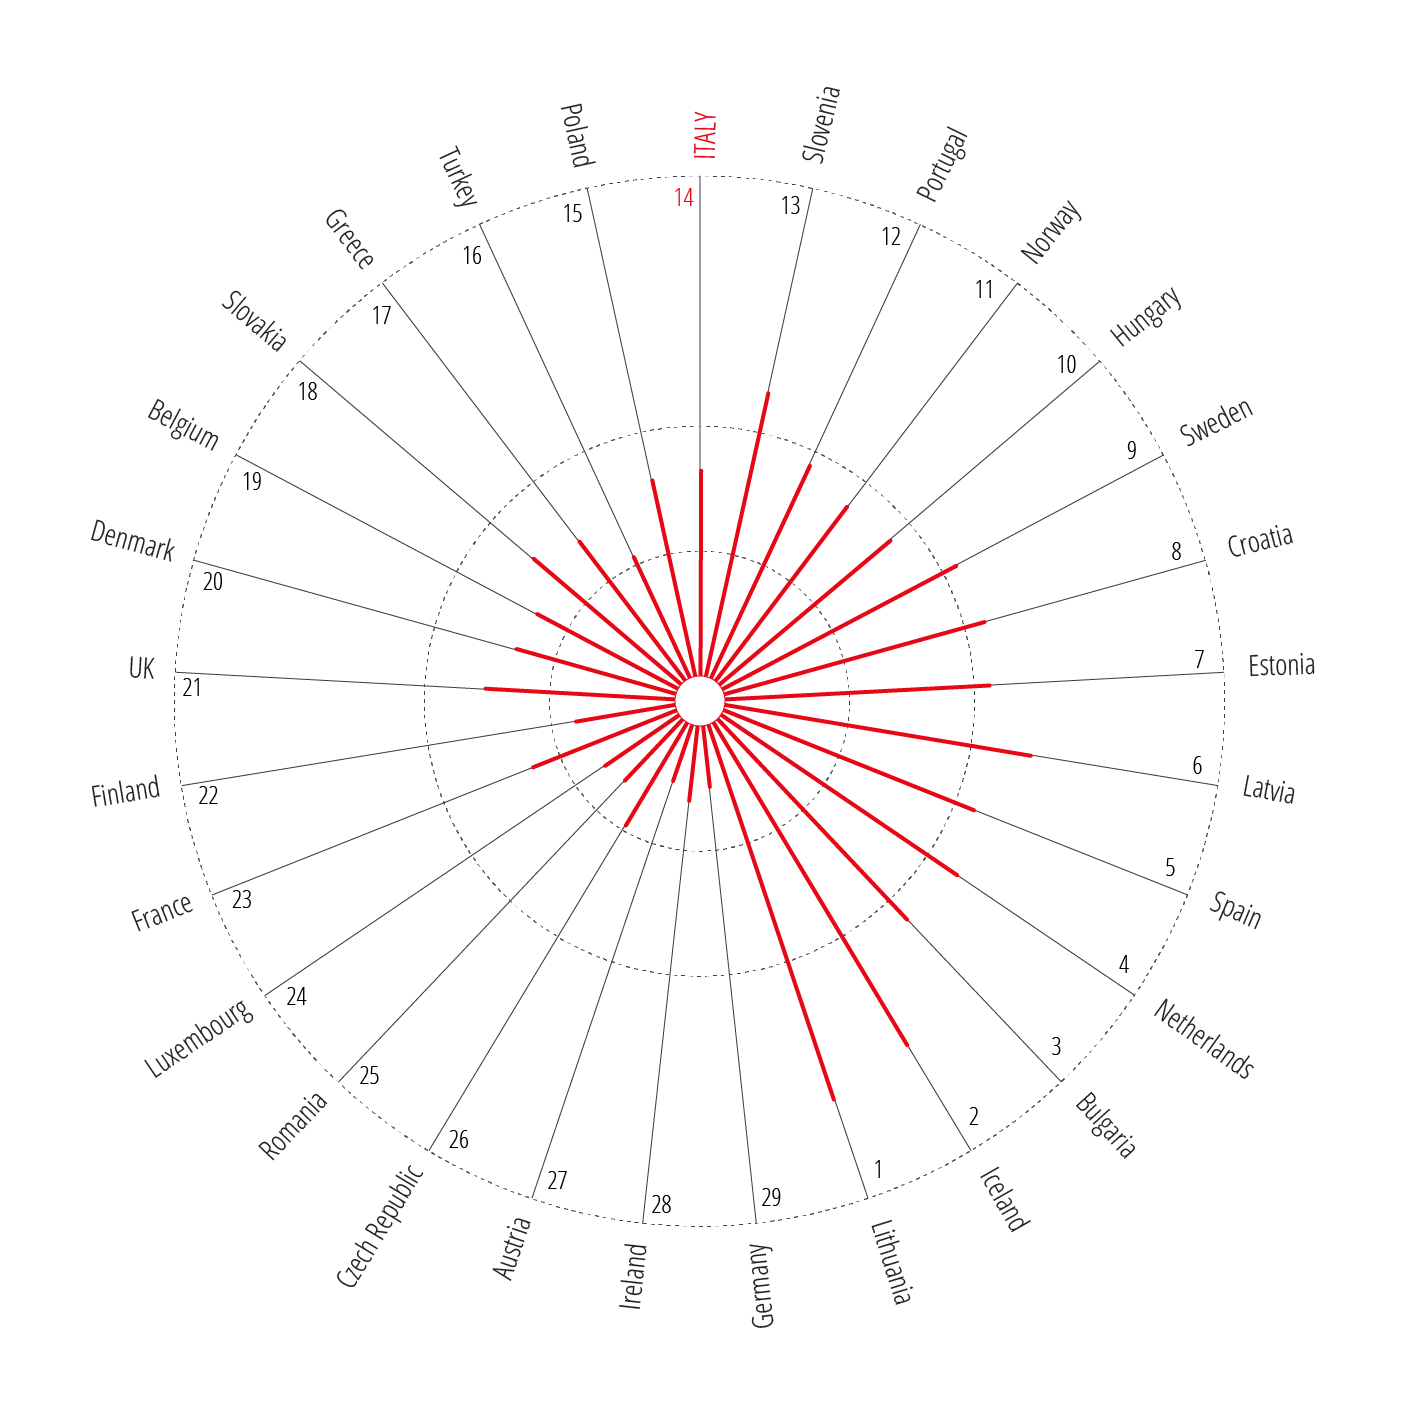 ITALY
14
Slovenia
13
Portugal
12
Norway
11
Hungary
10
Sweden
9
Croatia
8
Estonia
7
Latvia
6
Spain
5
Netherlands
4
Bulgaria
3
Iceland
2
Lithuania
1
Germany
29
Ireland
28
Austria
27
Czech Republic
26
Romania
25
Luxembourg
24
France
23
Finland
22
UK
21
Denmark
20
Belgium
19
Slovakia
18
Greece
17
Turkey
16
Poland
15